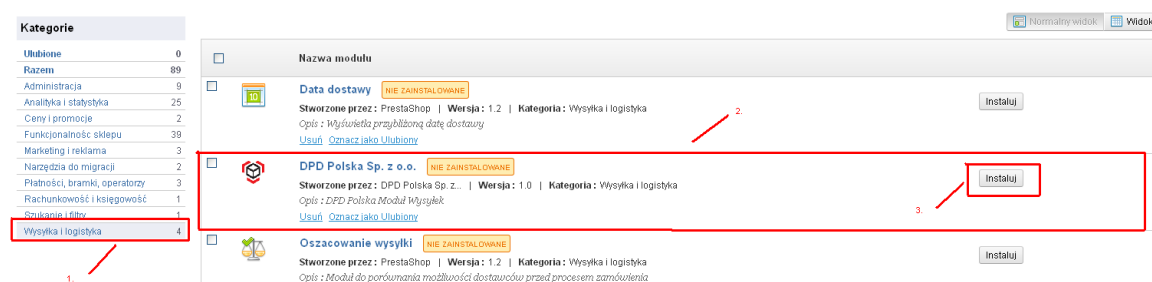 Kategorie
Normalny widok
Widok
Ulubione 0
Razem 89
Administracja 9
Analityka i statystyka 25
Ceny i promocje 2
Funkcjonalnośc sklepu 39
Marketing i reklama 3
Narzędzia do migracji 2
Płatności, bramki, operatorzy 3
Rachunkowość i księgowość 1
Szukanie i filtry 1
Wysyłka i logistyka 4
1.
Nazwa modułu
10
Data dostawy NIE ZAINSTALOWANE
Stworzone przez : PrestaShop | Wersja : 1.2 | Kategoria : Wysyłka i logistyka
Opis : Wyświetla przybliżoną datę dostawy
Usuń Oznacz jako Ulubiony
Instaluj
2.
DPD Polska Sp. z o.o. NIE ZAINSTALOWANE
Stworzone przez : DPD Polska Sp. z... | Wersja : 1.0 | Kategoria : Wysyłka i logistyka
Opis : DPD Polska Moduł Wysyłek
Usuń Oznacz jako Ulubiony
Instaluj
3.
Oszacowanie wysylki NIE ZAINSTALOWANE
Stworzone przez : PrestaShop | Wersja : 1.2 | Kategoria : Wysyłka i logistyka
Opis : Moduł do porównania możliwości dostawców przed procesem zamówienia
Instaluj